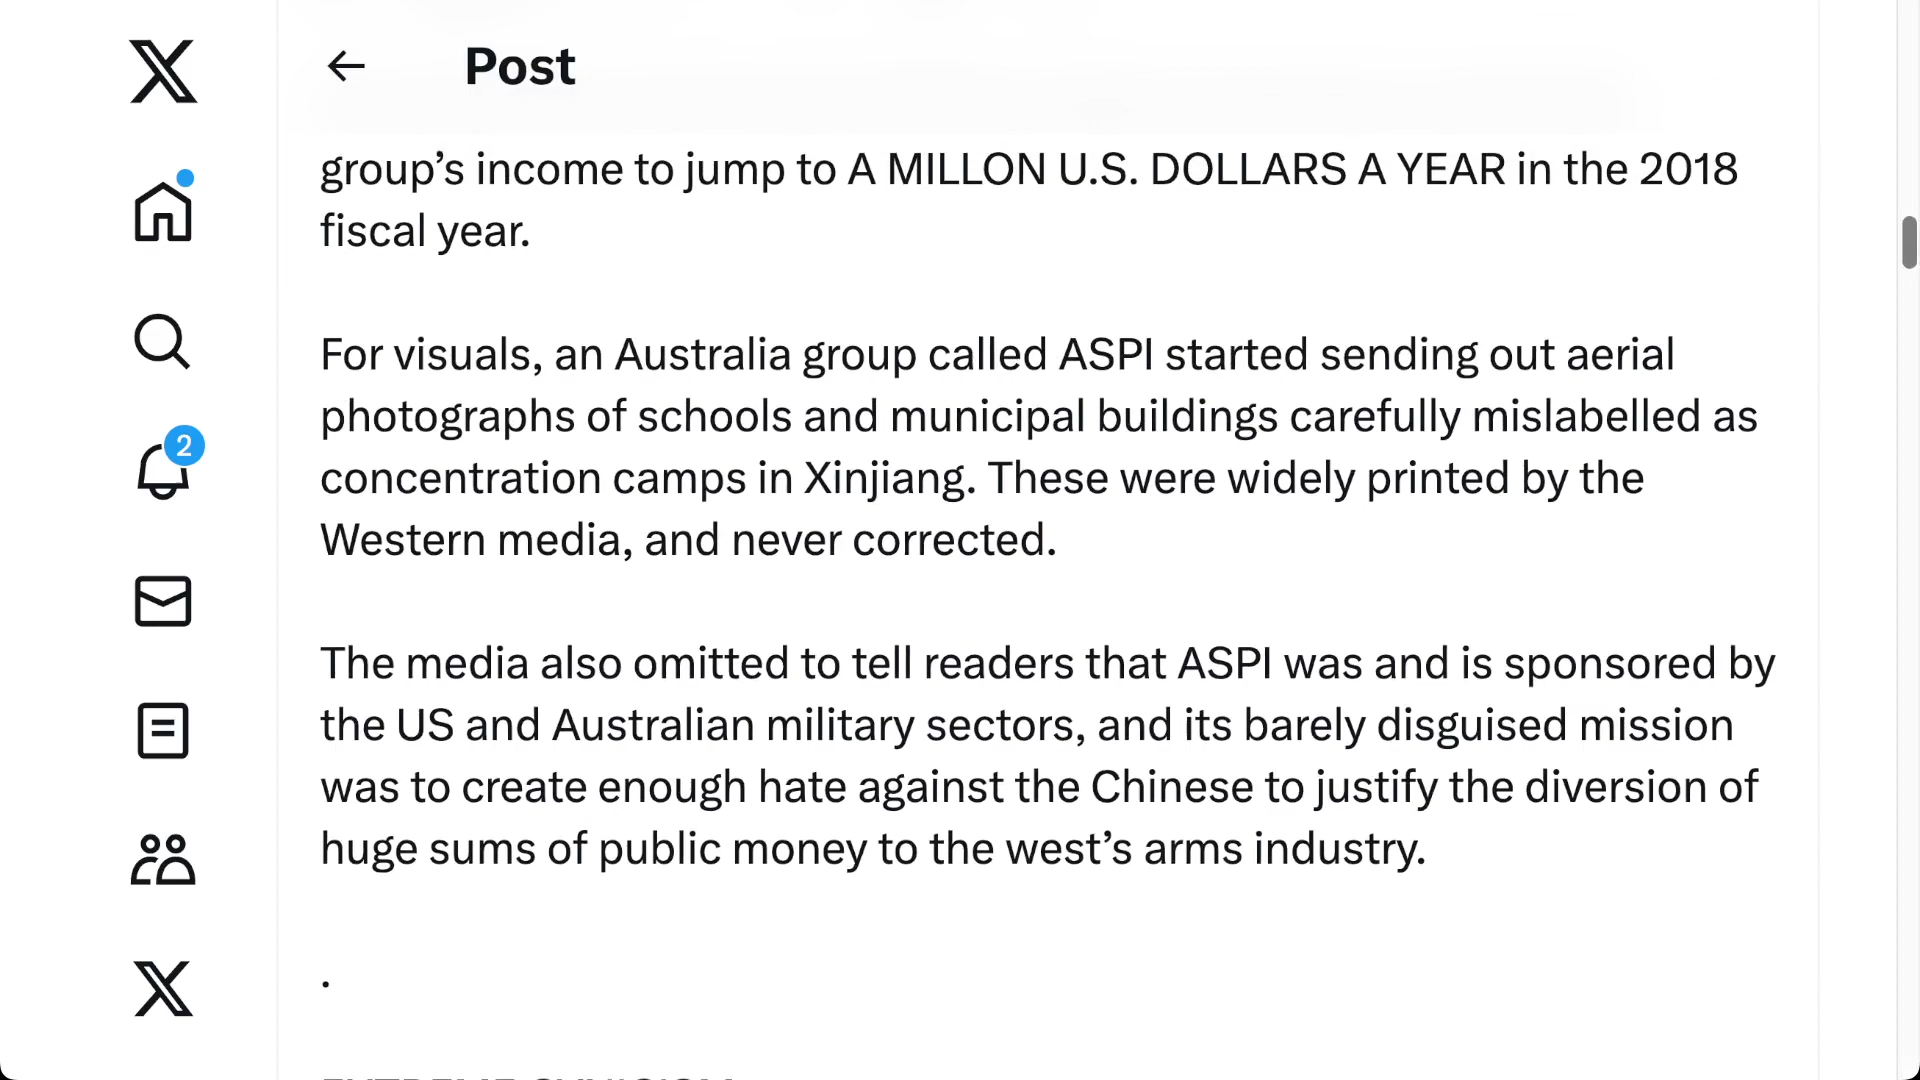 Post
group’s income to jump to A MILLON U.S. DOLLARS A YEAR in the 2018
fiscal year.
2
For visuals, an Australia group called ASPI started sending out aerial
photographs of schools and municipal buildings carefully mislabelled as
concentration camps in Xinjiang. These were widely printed by the
Western media, and never corrected.
The media also omitted to tell readers that ASPI was and is sponsored by
the US and Australian military sectors, and its barely disguised mission
was to create enough hate against the Chinese to justify the diversion of
huge sums of public money to the west’s arms industry.
.